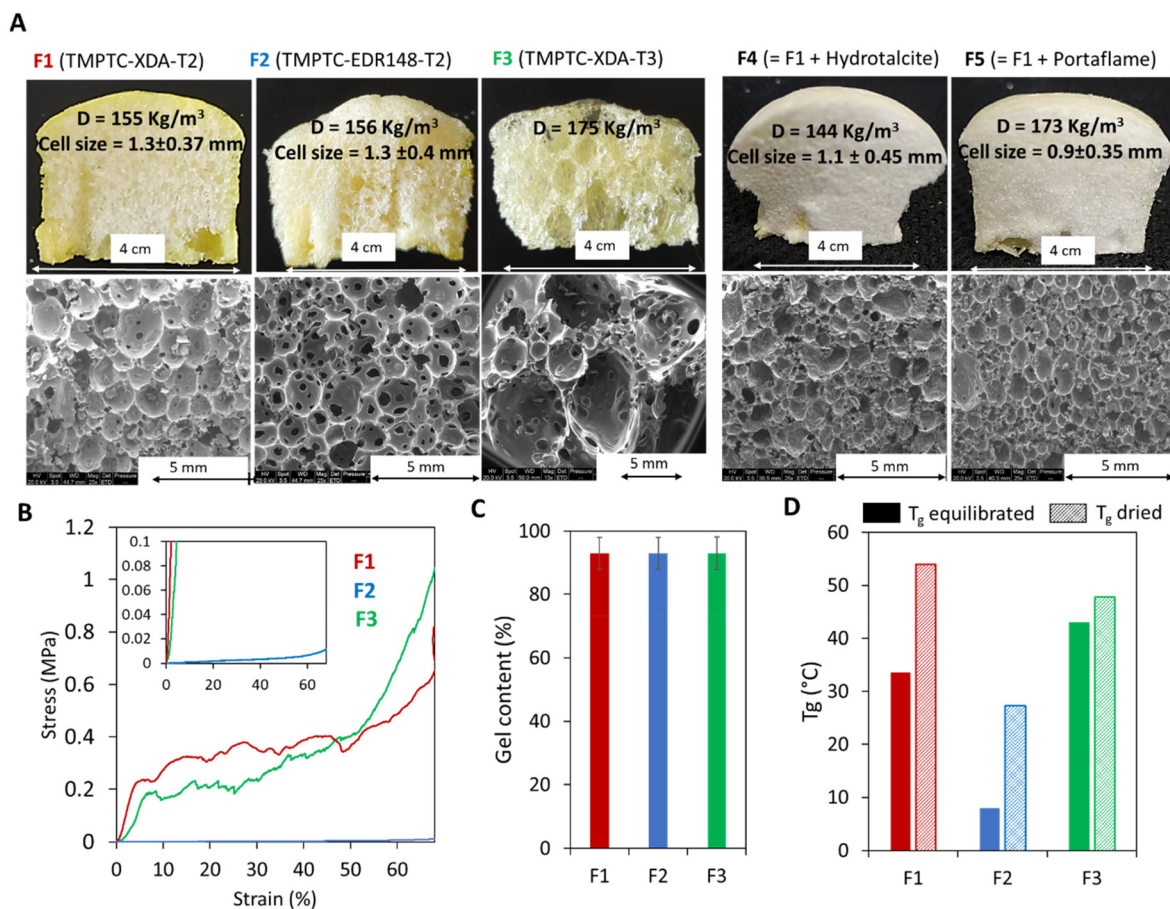 A
F1 (TMPTC-XDA-T2)
F2 (TMPTC-EDR148-T2)
F3 (TMPTC-XDA-T3)
F4 (= F1 + Hydrotalcite)
F5 (= F1 + Portaflame)
D = 155 Kg/m³
Cell size = 1.3±0.37 mm
4 cm
D = 156 Kg/m³
Cell size = 1.3 ±0.4 mm
4 cm
D = 175 Kg/m³
4 cm
D = 144 Kg/m³
Cell size = 1.1 ± 0.45 mm
4 cm
D = 173 Kg/m³
Cell size = 0.9±0.35 mm
4 cm
5 mm
5 mm
5 mm
5 mm
5 mm
B
1.2
1
0.8
0.6
0.4
0.2
0
0 10 20 30 40 50 60
Stress (MPa)
Strain (%)
0.1
0.08
0.06
0.04
0.02
0
0 20 40 60
F1
F2
F3
C
100
80
60
40
20
0
Gel content (%)
F1 F2 F3
D
Tg equilibrated
Tg dried
60
50
40
30
20
10
0
Tg (°C)
F1 F2 F3